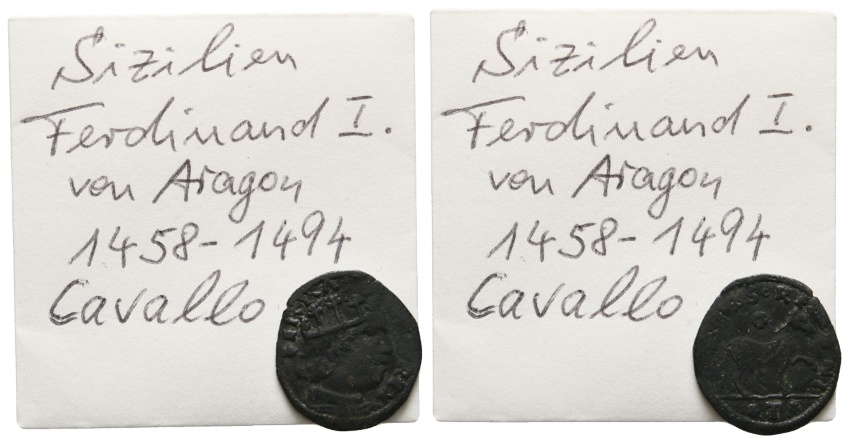 Sizilien
Ferdinand I.
von Aragon
1458-1494
Cavallo
Sizilien
Ferdinand I.
von Aragon
1458-1494
Cavallo